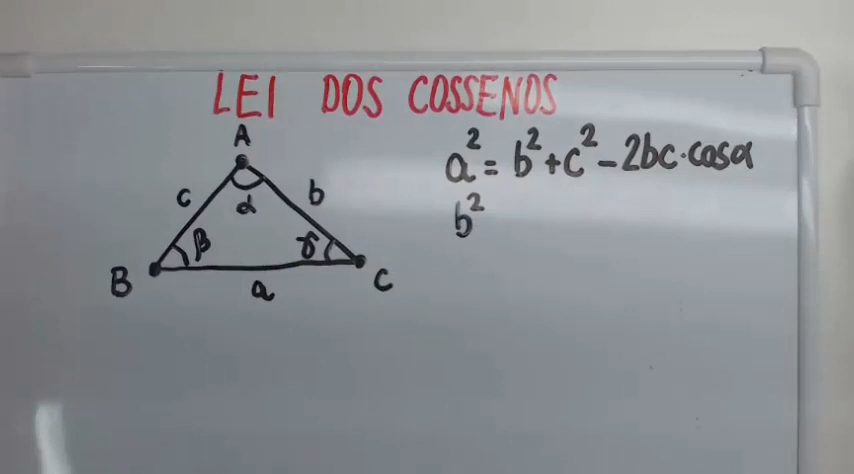 LEI DOS COSSENOS
A
a² = b² + c² - 2bc · cosα
c
α
b
b²
β
γ
B
a
C